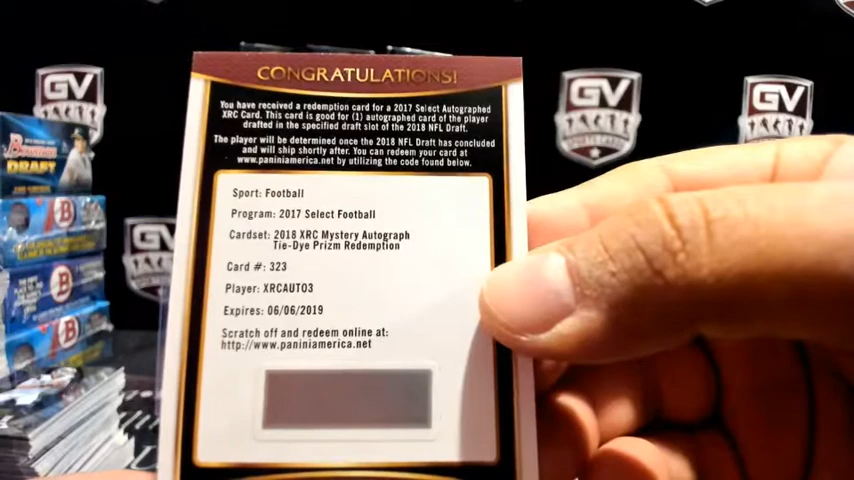 CONGRATULATIONS!
You have received a redemption card for a 2017 Select Autographed
XRC Card. This card is good for (1) autographed card of the player
drafted in the specified draft slot of the 2018 NFL Draft.
The player will be determined once the 2018 NFL Draft has concluded
and will ship shortly after. You can redeem your card at
www.paniniamerica.net by utilizing the code found below.
Sport: Football
Program: 2017 Select Football
Cardset: 2018 XRC Mystery Autograph
Tie-Dye Prizm Redemption
Card #: 323
Player: XRCAUTO3
Expires: 06/06/2019
Scratch off and redeem online at:
http://www.paniniamerica.net
GV
GV
SPORTS CARDS
GV
GV
Bowman
DRAFT
B
B
B